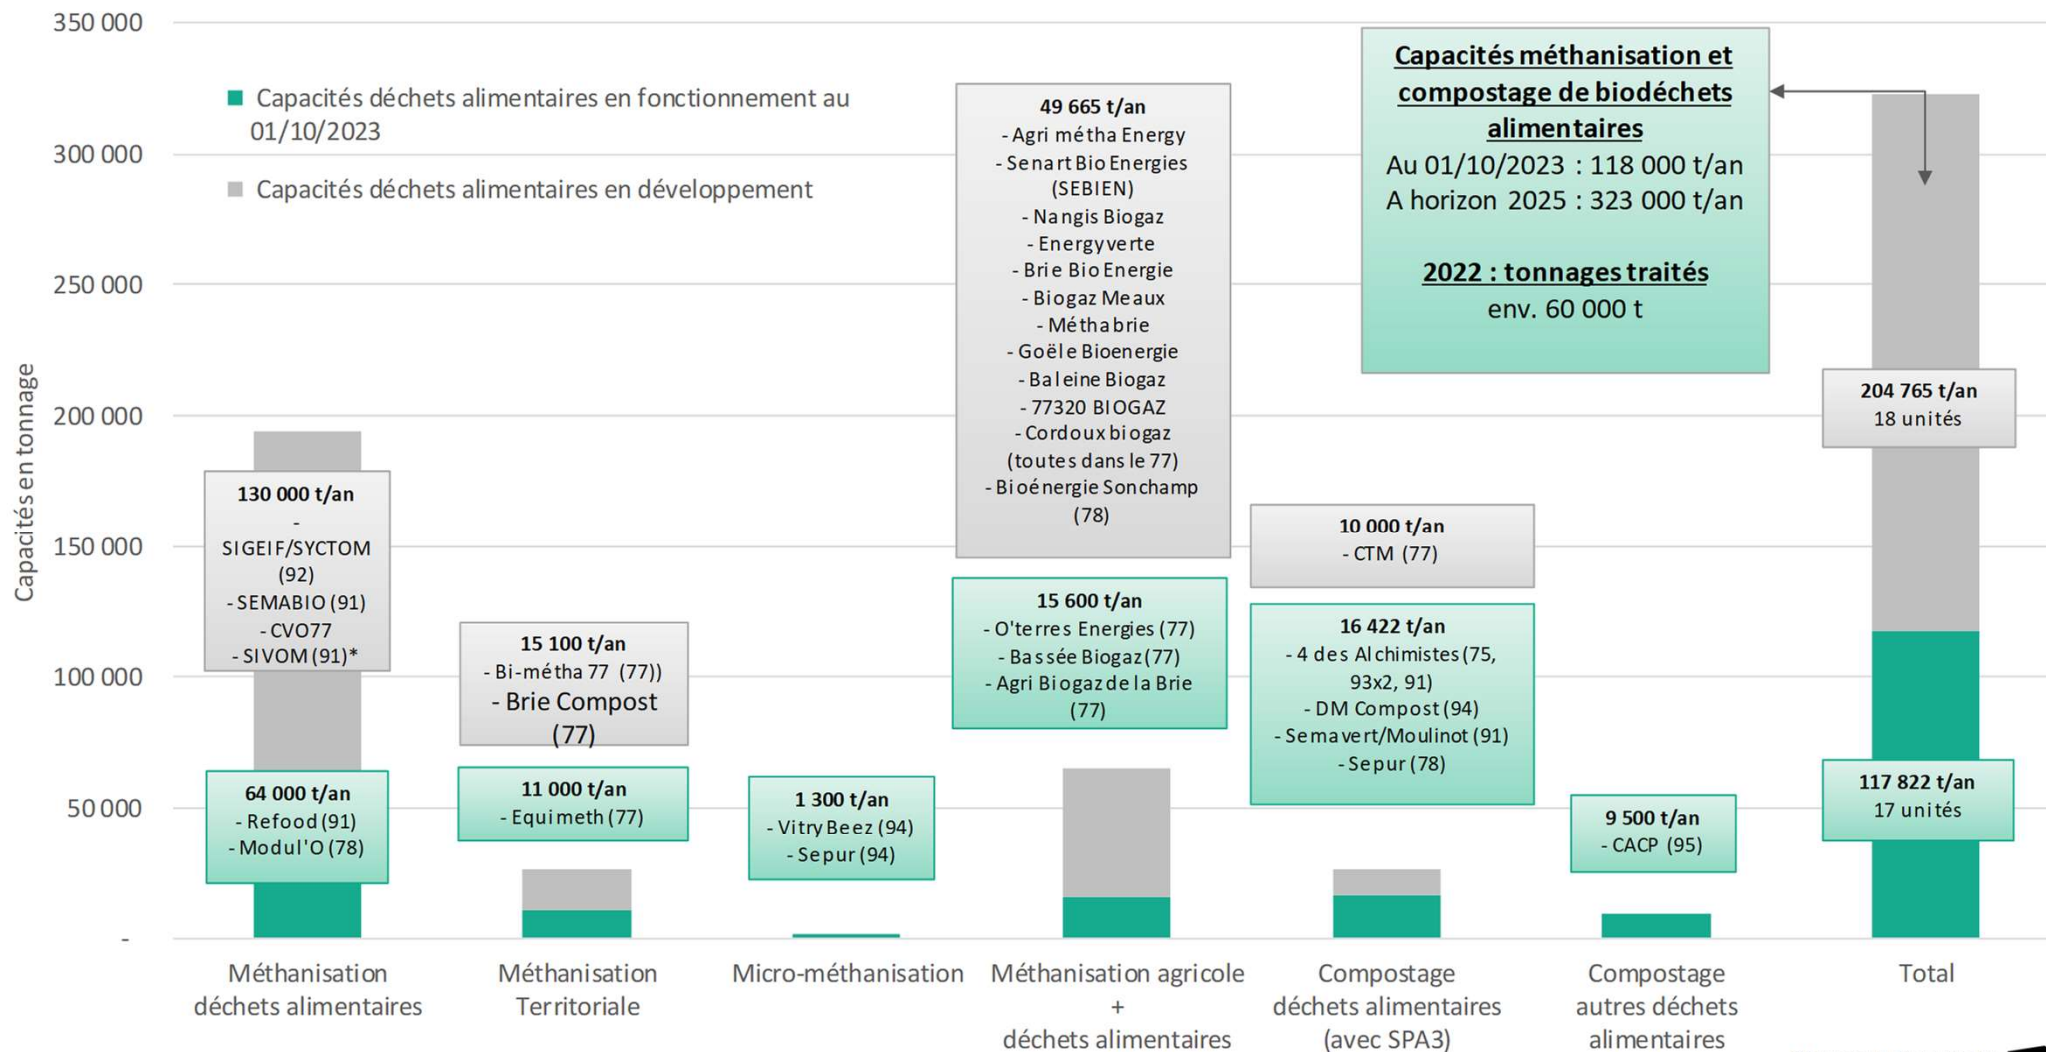 350 000
300 000
250 000
200 000
150 000
100 000
50 000
-
Capacités en tonnage
Capacités déchets alimentaires en fonctionnement au
01/10/2023
Capacités déchets alimentaires en développement
130 000 t/an
-
SIGEIF/SYCTOM
(92)
- SEMABIO (91)
- CVO77
- SIVOM (91)*
64 000 t/an
- Refood (91)
- Modul'O (78)
15 100 t/an
- Bi-métha 77 (77))
- Brie Compost
(77)
11 000 t/an
- Equimeth (77)
1 300 t/an
- Vitry Beez (94)
- Sepur (94)
49 665 t/an
- Agri métha Energy
- Senart Bio Energies
(SEBIEN)
- Nangis Biogaz
- Energyverte
- Brie Bio Energie
- Biogaz Meaux
- Méthabrie
- Goële Bioenergie
- Baleine Biogaz
- 77320 BIOGAZ
- Cordoux biogaz
(toutes dans le 77)
- Bioénergie Sonchamp
(78)
15 600 t/an
- O'terres Energies (77)
- Bassée Biogaz (77)
- Agri Biogaz de la Brie
(77)
10 000 t/an
- CTM (77)
16 422 t/an
- 4 des Alchimistes (75,
93x2, 91)
- DM Compost (94)
- Semavert/Moulinot (91)
- Sepur (78)
9 500 t/an
- CACP (95)
Capacités méthanisation et
compostage de biodéchets
alimentaires
Au 01/10/2023 : 118 000 t/an
A horizon 2025 : 323 000 t/an
2022 : tonnages traités
env. 60 000 t
204 765 t/an
18 unités
117 822 t/an
17 unités
Méthanisation
déchets alimentaires
Méthanisation
Territoriale
Micro-méthanisation
Méthanisation agricole
+
déchets alimentaires
Compostage
déchets alimentaires
(avec SPA3)
Compostage
autres déchets
alimentaires
Total